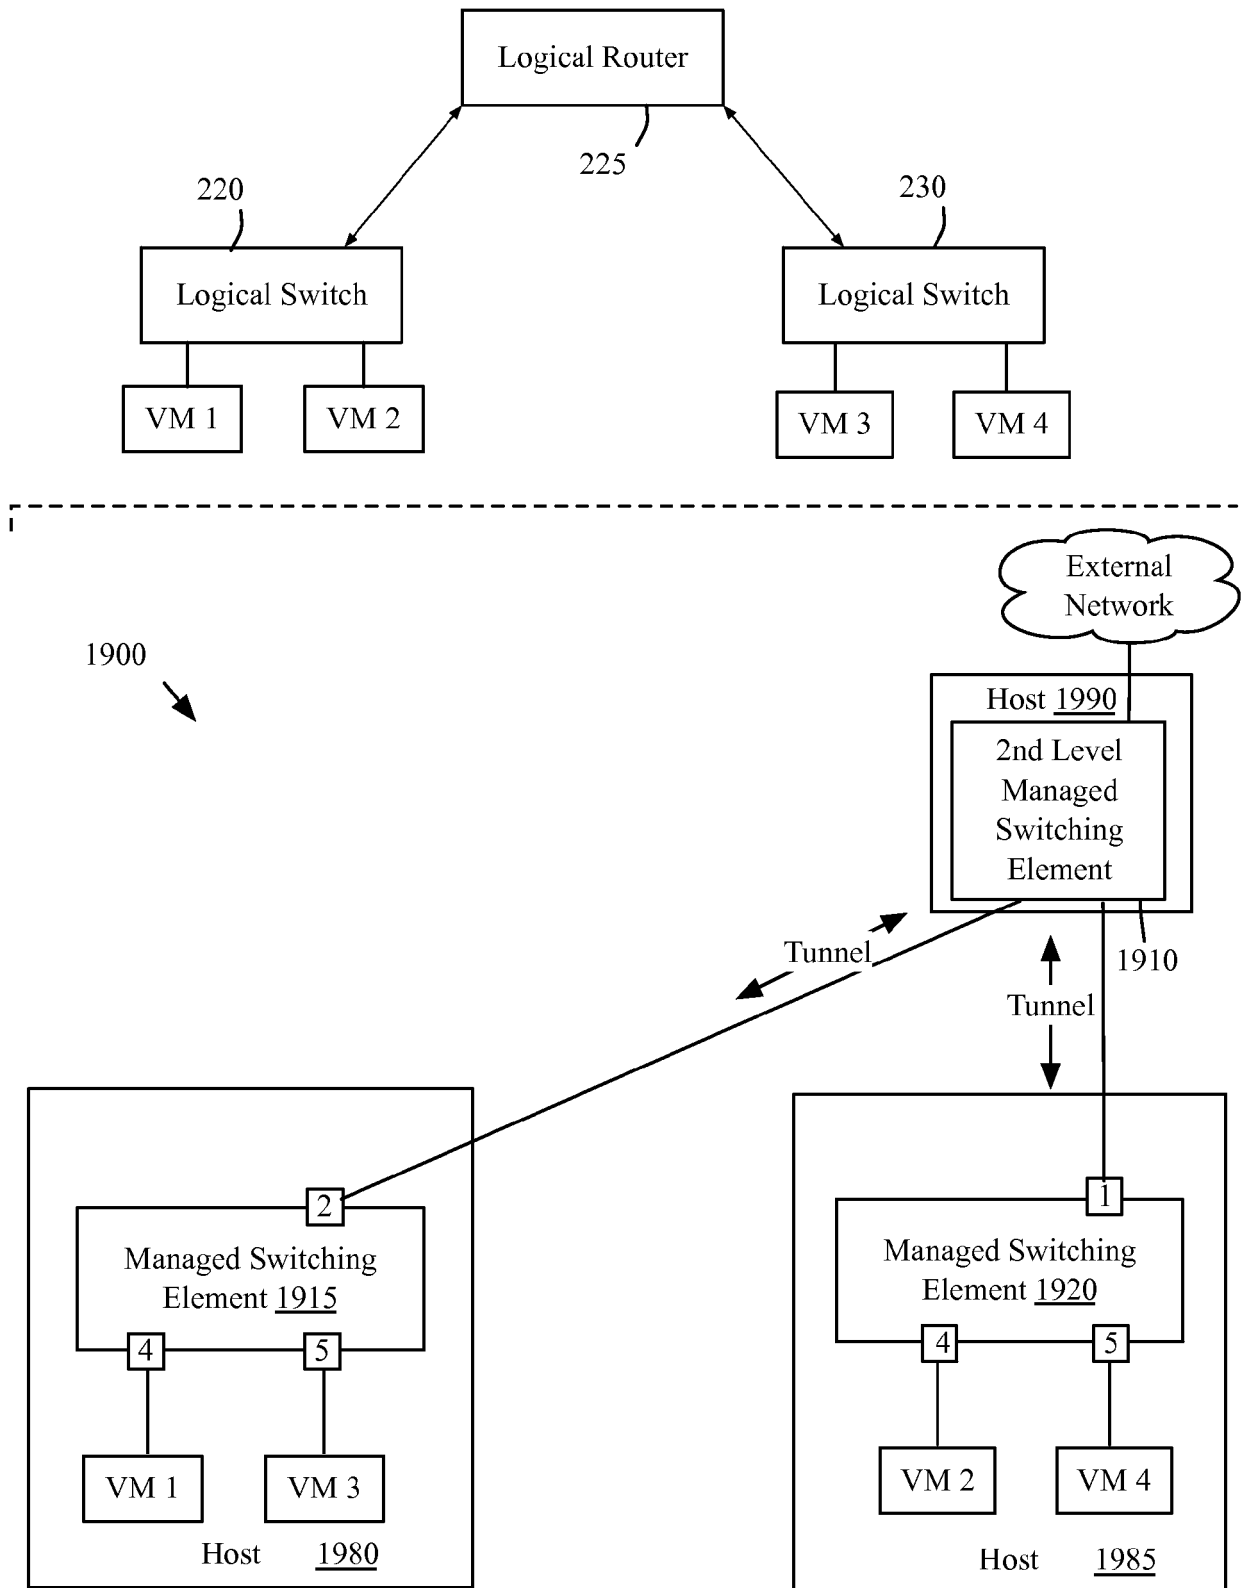 Logical Router
225
220
230
Logical Switch
Logical Switch
VM 1
VM 2
VM 3
VM 4
External
Network
1900
Host 1990
2nd Level
Managed
Switching
Element
1910
Tunnel
Tunnel
2
1
Managed Switching
Element 1915
Managed Switching
Element 1920
4
5
4
5
VM 1
VM 3
VM 2
VM 4
Host 1980
Host 1985